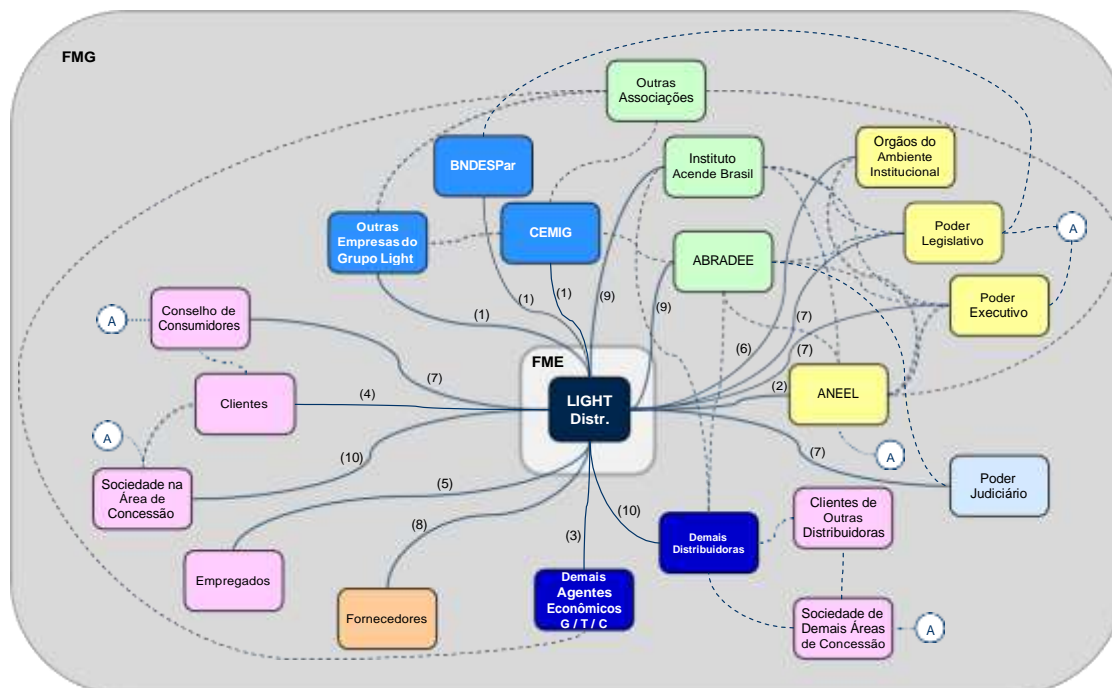 FMG
Outras
Associações
BNDESPar
Instituto
Acende Brasil
Orgãos do
Ambiente
Institucional
Outras
Empresas do
Grupo Light
CEMIG
ABRADEE
Poder
Legislativo
A
Poder
Executivo
Conselho de
Consumidores
A
(1)
(1)
(1)
(9)
(9)
(6)
(7)
(7)
(2)
(7)
FME
LIGHT
Distr.
ANEEL
Clientes
(4)
A
A
(10)
(7)
Sociedade na
Área de
Concessão
(5)
Poder
Judiciário
Clientes de
Outras
Distribuidoras
(8)
(3)
(10)
Demais
Distribuidoras
Empregados
Fornecedores
Demais
Agentes
Econômicos
G / T / C
Sociedade de
Demais Áreas
de Concessão
A